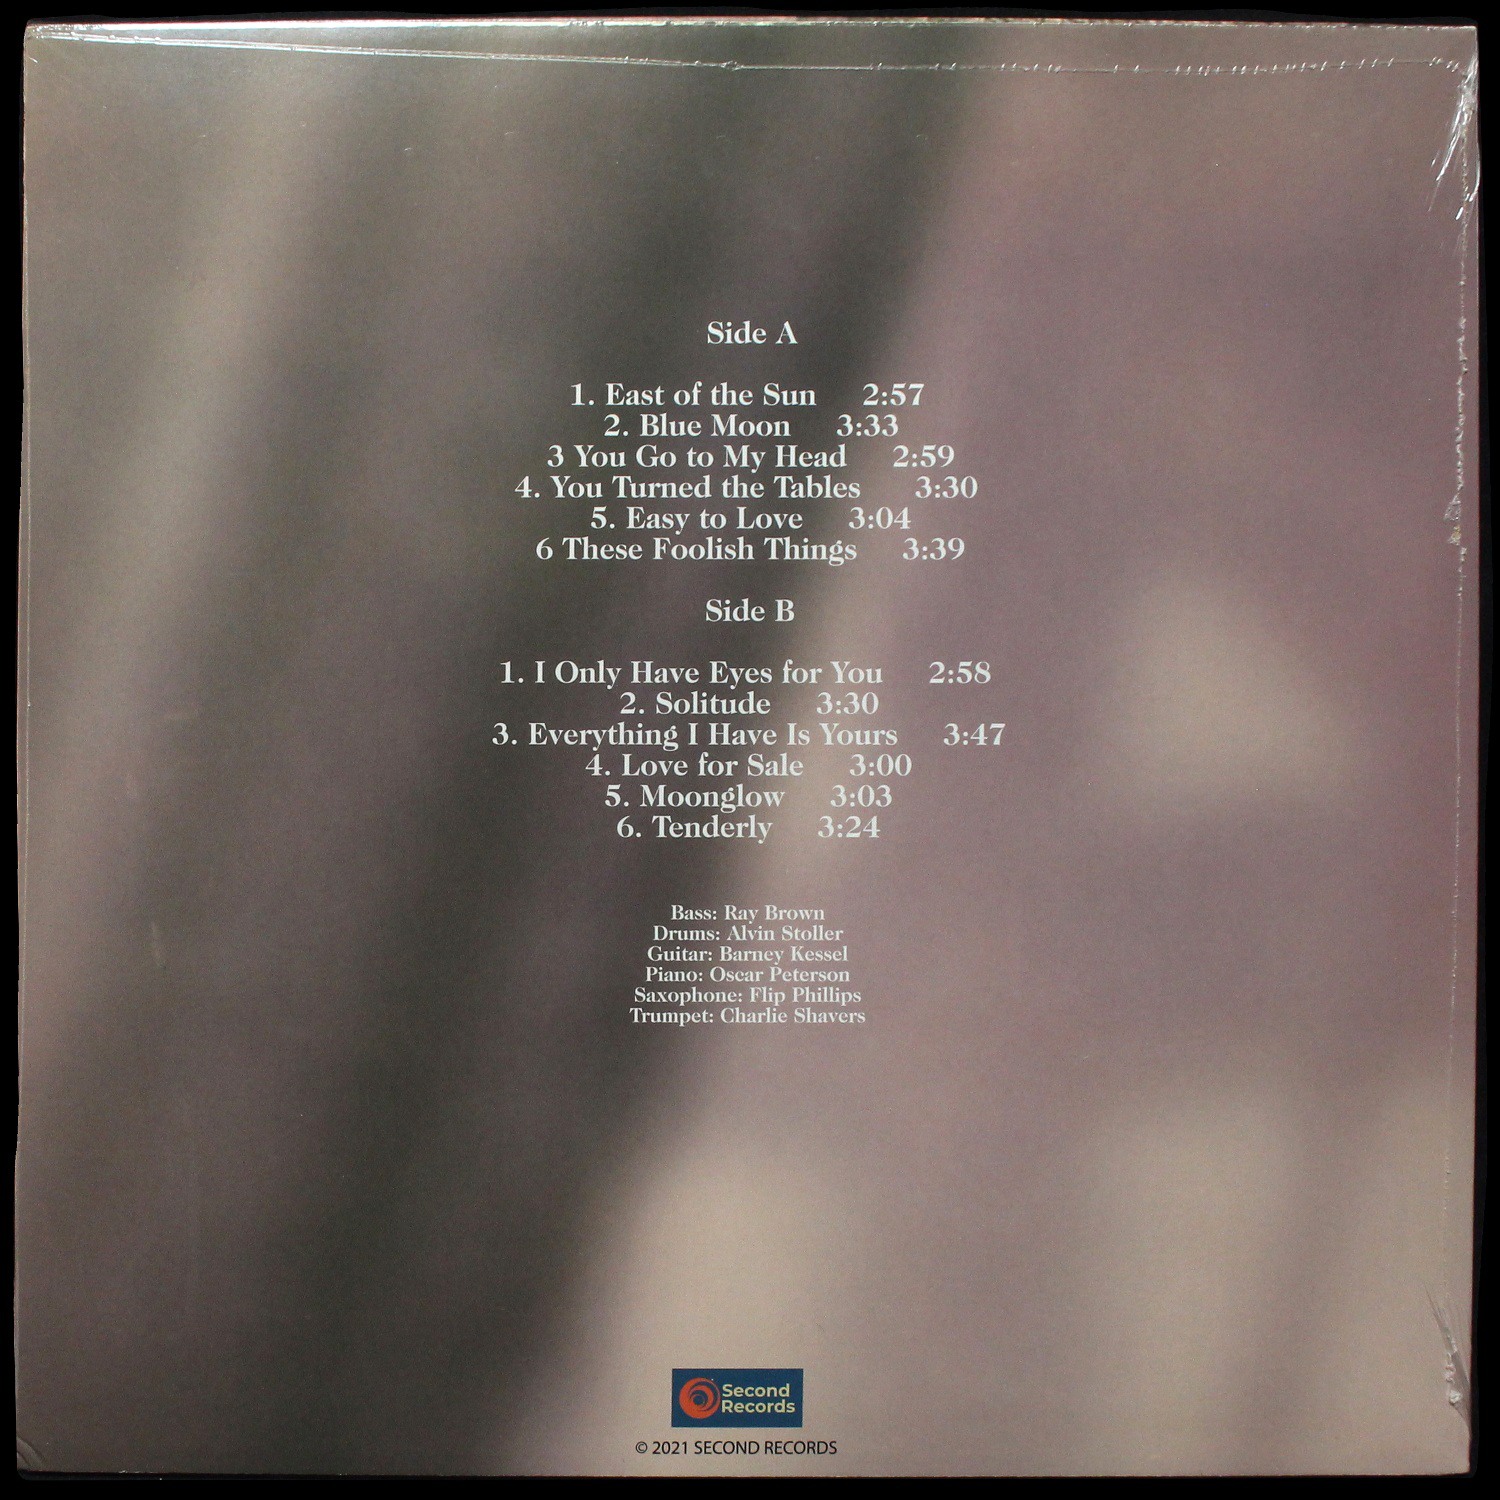 Side A
1. East of the Sun 2:57
2. Blue Moon 3:33
3 You Go to My Head 2:59
4. You Turned the Tables 3:30
5. Easy to Love 3:04
6 These Foolish Things 3:39
Side B
1. I Only Have Eyes for You 2:58
2. Solitude 3:30
3. Everything I Have Is Yours 3:47
4. Love for Sale 3:00
5. Moonglow 3:03
6. Tenderly 3:24
Bass: Ray Brown
Drums: Alvin Stoller
Guitar: Barney Kessel
Piano: Oscar Peterson
Saxophone: Flip Phillips
Trumpet: Charlie Shavers
Second
Records
© 2021 SECOND RECORDS